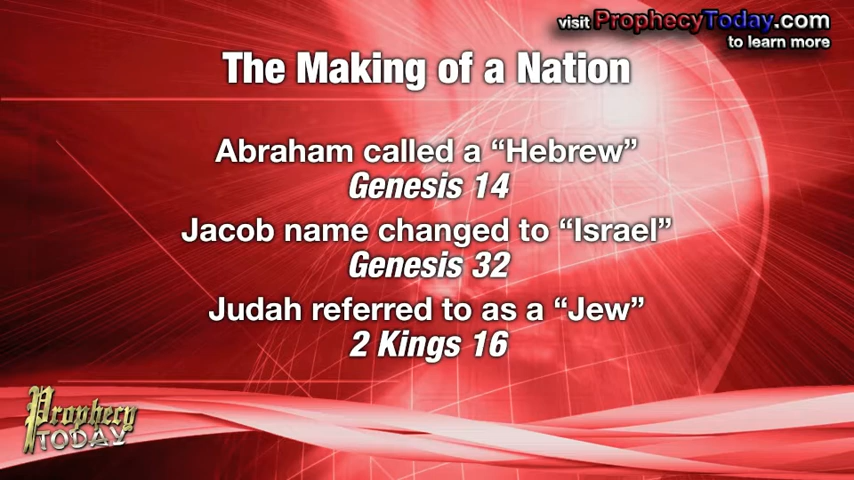 visit ProphecyToday.com
to learn more
The Making of a Nation
Abraham called a “Hebrew”
Genesis 14
Jacob name changed to “Israel”
Genesis 32
Judah referred to as a “Jew”
2 Kings 16
Prophecy
TODAY